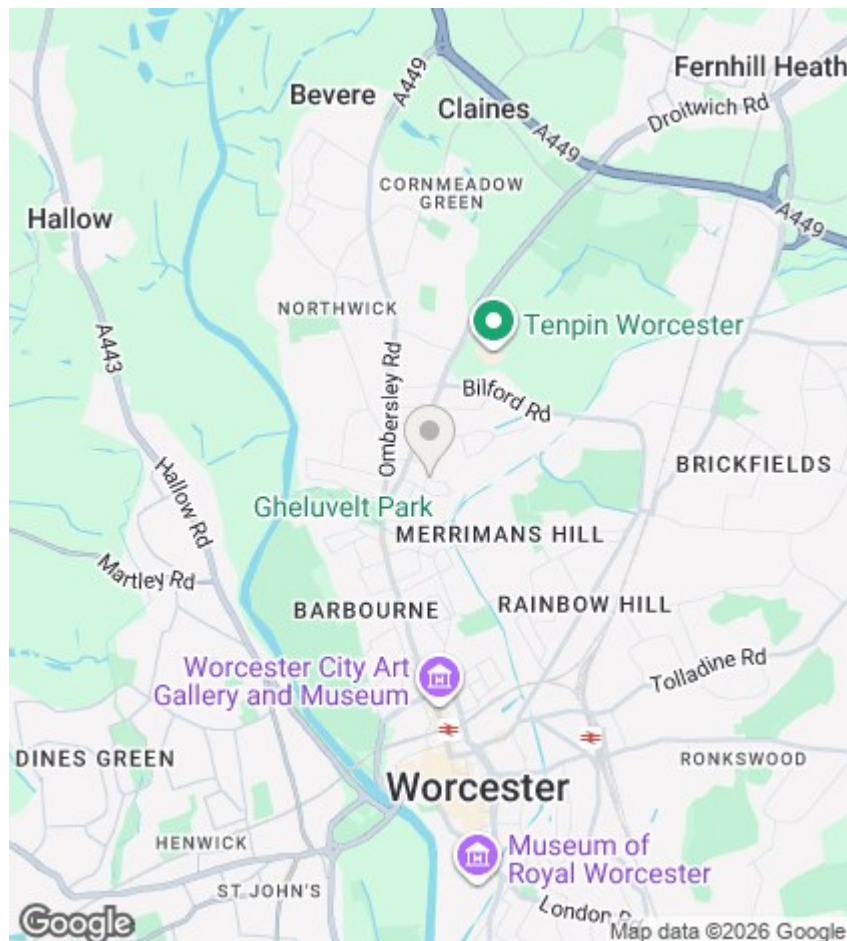 Fernhill Heath
Bevere
A449
Claines
Droitwich Rd
A449
CORNMEADOW
GREEN
A449
Hallow
NORTHWICK
Tenpin Worcester
A443
Ombersley Rd
Bilford Rd
BRICKFIELDS
Hallow Rd
Gheluvelt Park
MERRIMANS HILL
Martley Rd
BARBOURNE
RAINBOW HILL
Worcester City Art
Gallery and Museum
Tolladine Rd
DINES GREEN
RONKSWOOD
Worcester
HENWICK
Museum of
Royal Worcester
ST JOHN'S
London Rd
Google
Map data ©2026 Google